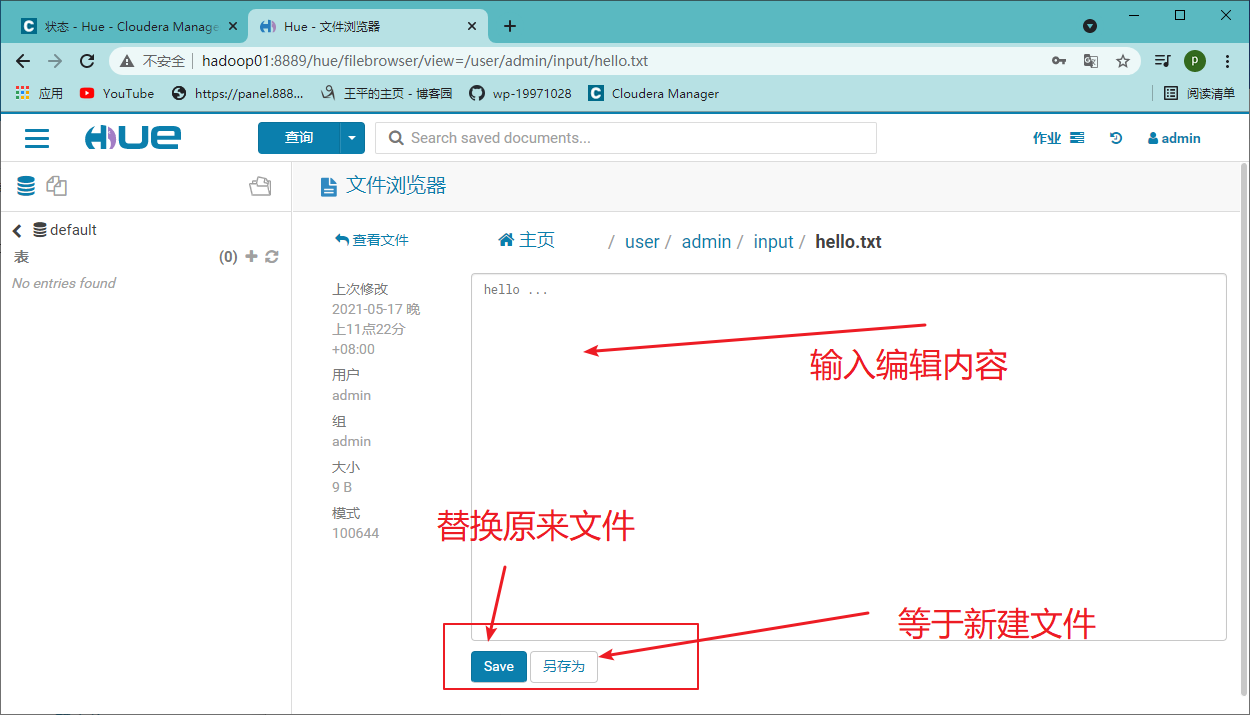 状态 - Hue - Cloudera Manage
Hue - 文件浏览器
不安全 hadoop01:8889/hue/filebrowser/view=/user/admin/input/hello.txt
P
应用 YouTube https://panel.888... 王平的主页 - 博客园 wp-19971028 Cloudera Manager 阅读清单
HUE 查询 Search saved documents... 作业 admin
文件浏览器
default
表 (0)
No entries found
查看文件 主页 / user / admin / input / hello.txt
上次修改
2021-05-17 晚
上11点22分
+08:00
用户
admin
组
admin
大小
9 B
模式
100644
hello ...
输入编辑内容
替换原来文件
等于新建文件
Save 另存为